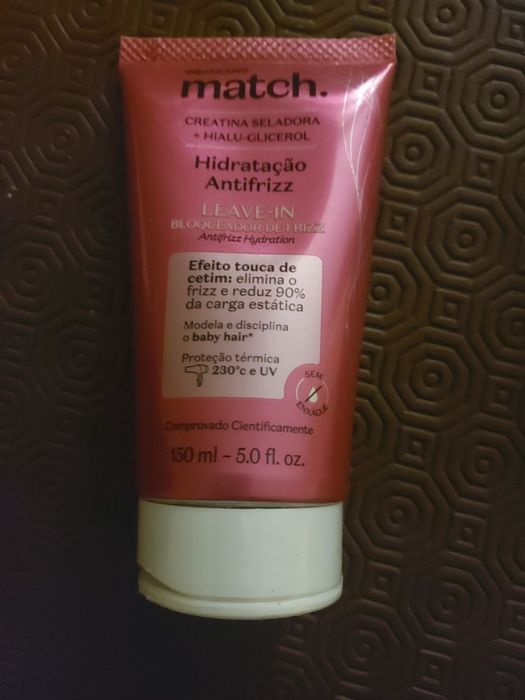 match.
CREATINA SELADORA
+ HIALU-GLICEROL
Hidratação
Antifrizz
LEAVE-IN
BLOQUEADOR DE FRIZZ
Antifrizz Hydration
Efeito touca de
cetim: elimina o
frizz e reduz 90%
da carga estática
Modela e disciplina
o baby hair*
Proteção térmica
230°c e UV
SEM
ENXÁGUE
Comprovado Cientificamente
150 ml – 5.0 fl. oz.